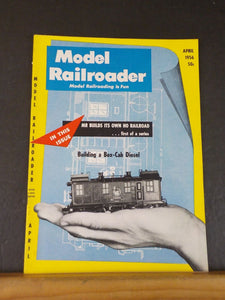 Model
Railroader
Model Railroading is Fun
APRIL
1956
50c
IN THIS
ISSUE
MR BUILDS ITS OWN HO RAILROAD
. . . first of a series
Building a Box-Cab Diesel
MODEL RAILROADER
APRIL